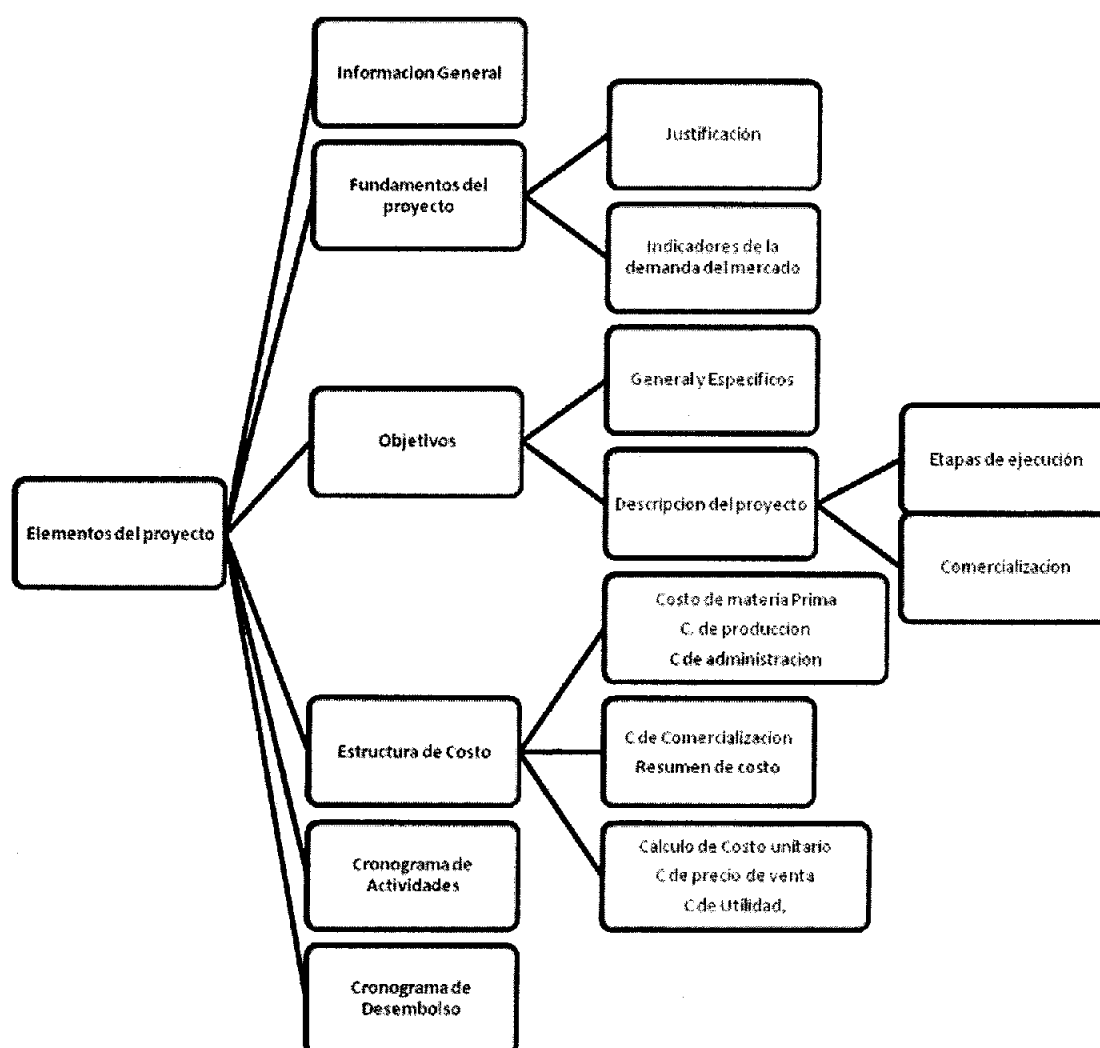 Informacion General
Justificación
Fundamentos del
proyecto
Indicadores de la
demanda del mercado
General y Específicos
Objetivos
Etapas de ejecución
Descripcion del proyecto
Elementos del proyecto
Comercializacion
Costo de materia Prima
C. de produccion
C de administracion
Estructura de Costo
C de Comercializacion
Resumen de costo
Calculo de Costo unitario
C de precio de venta
C de Utilidad,
Cronograma de
Actividades
Cronograma de
Desembolso